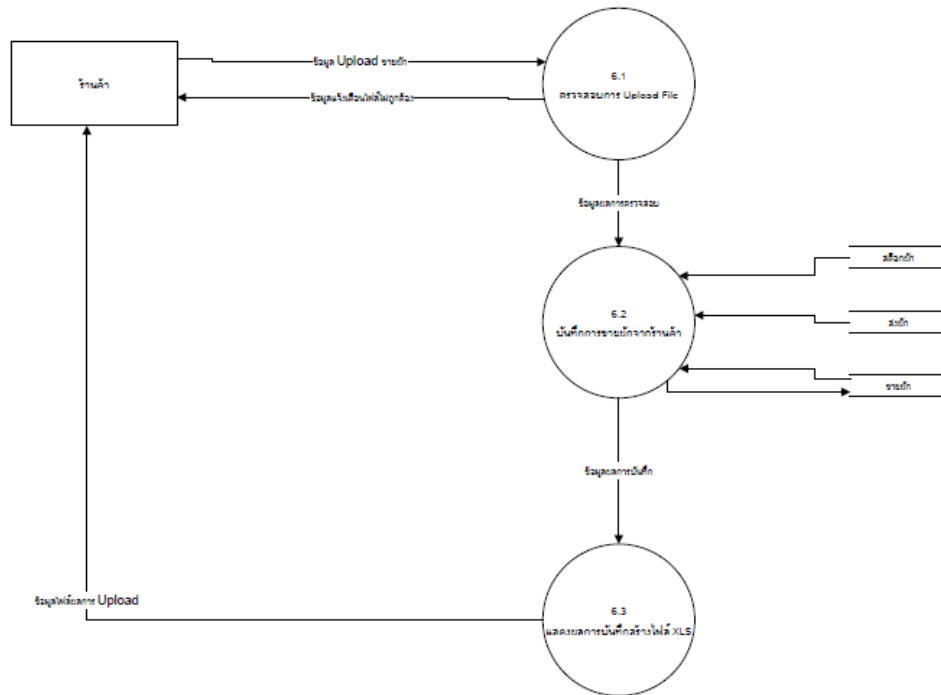 ร้านค้า
ข้อมูล Upload ขายยัก
ข้อมูลแจ้งเตือนไฟล์ไม่ถูกต้อง
6.1
ตรวจสอบการ Upload File
ข้อมูลผลการตรวจสอบ
สต็อกยัก
6.2
บันทึกการขายยักจากร้านค้า
ส่งยัก
ขายยัก
ข้อมูลผลการบันทึก
ข้อมูลไฟล์ผลการ Upload
6.3
แสดงผลการบันทึกสร้างไฟล์ XLS